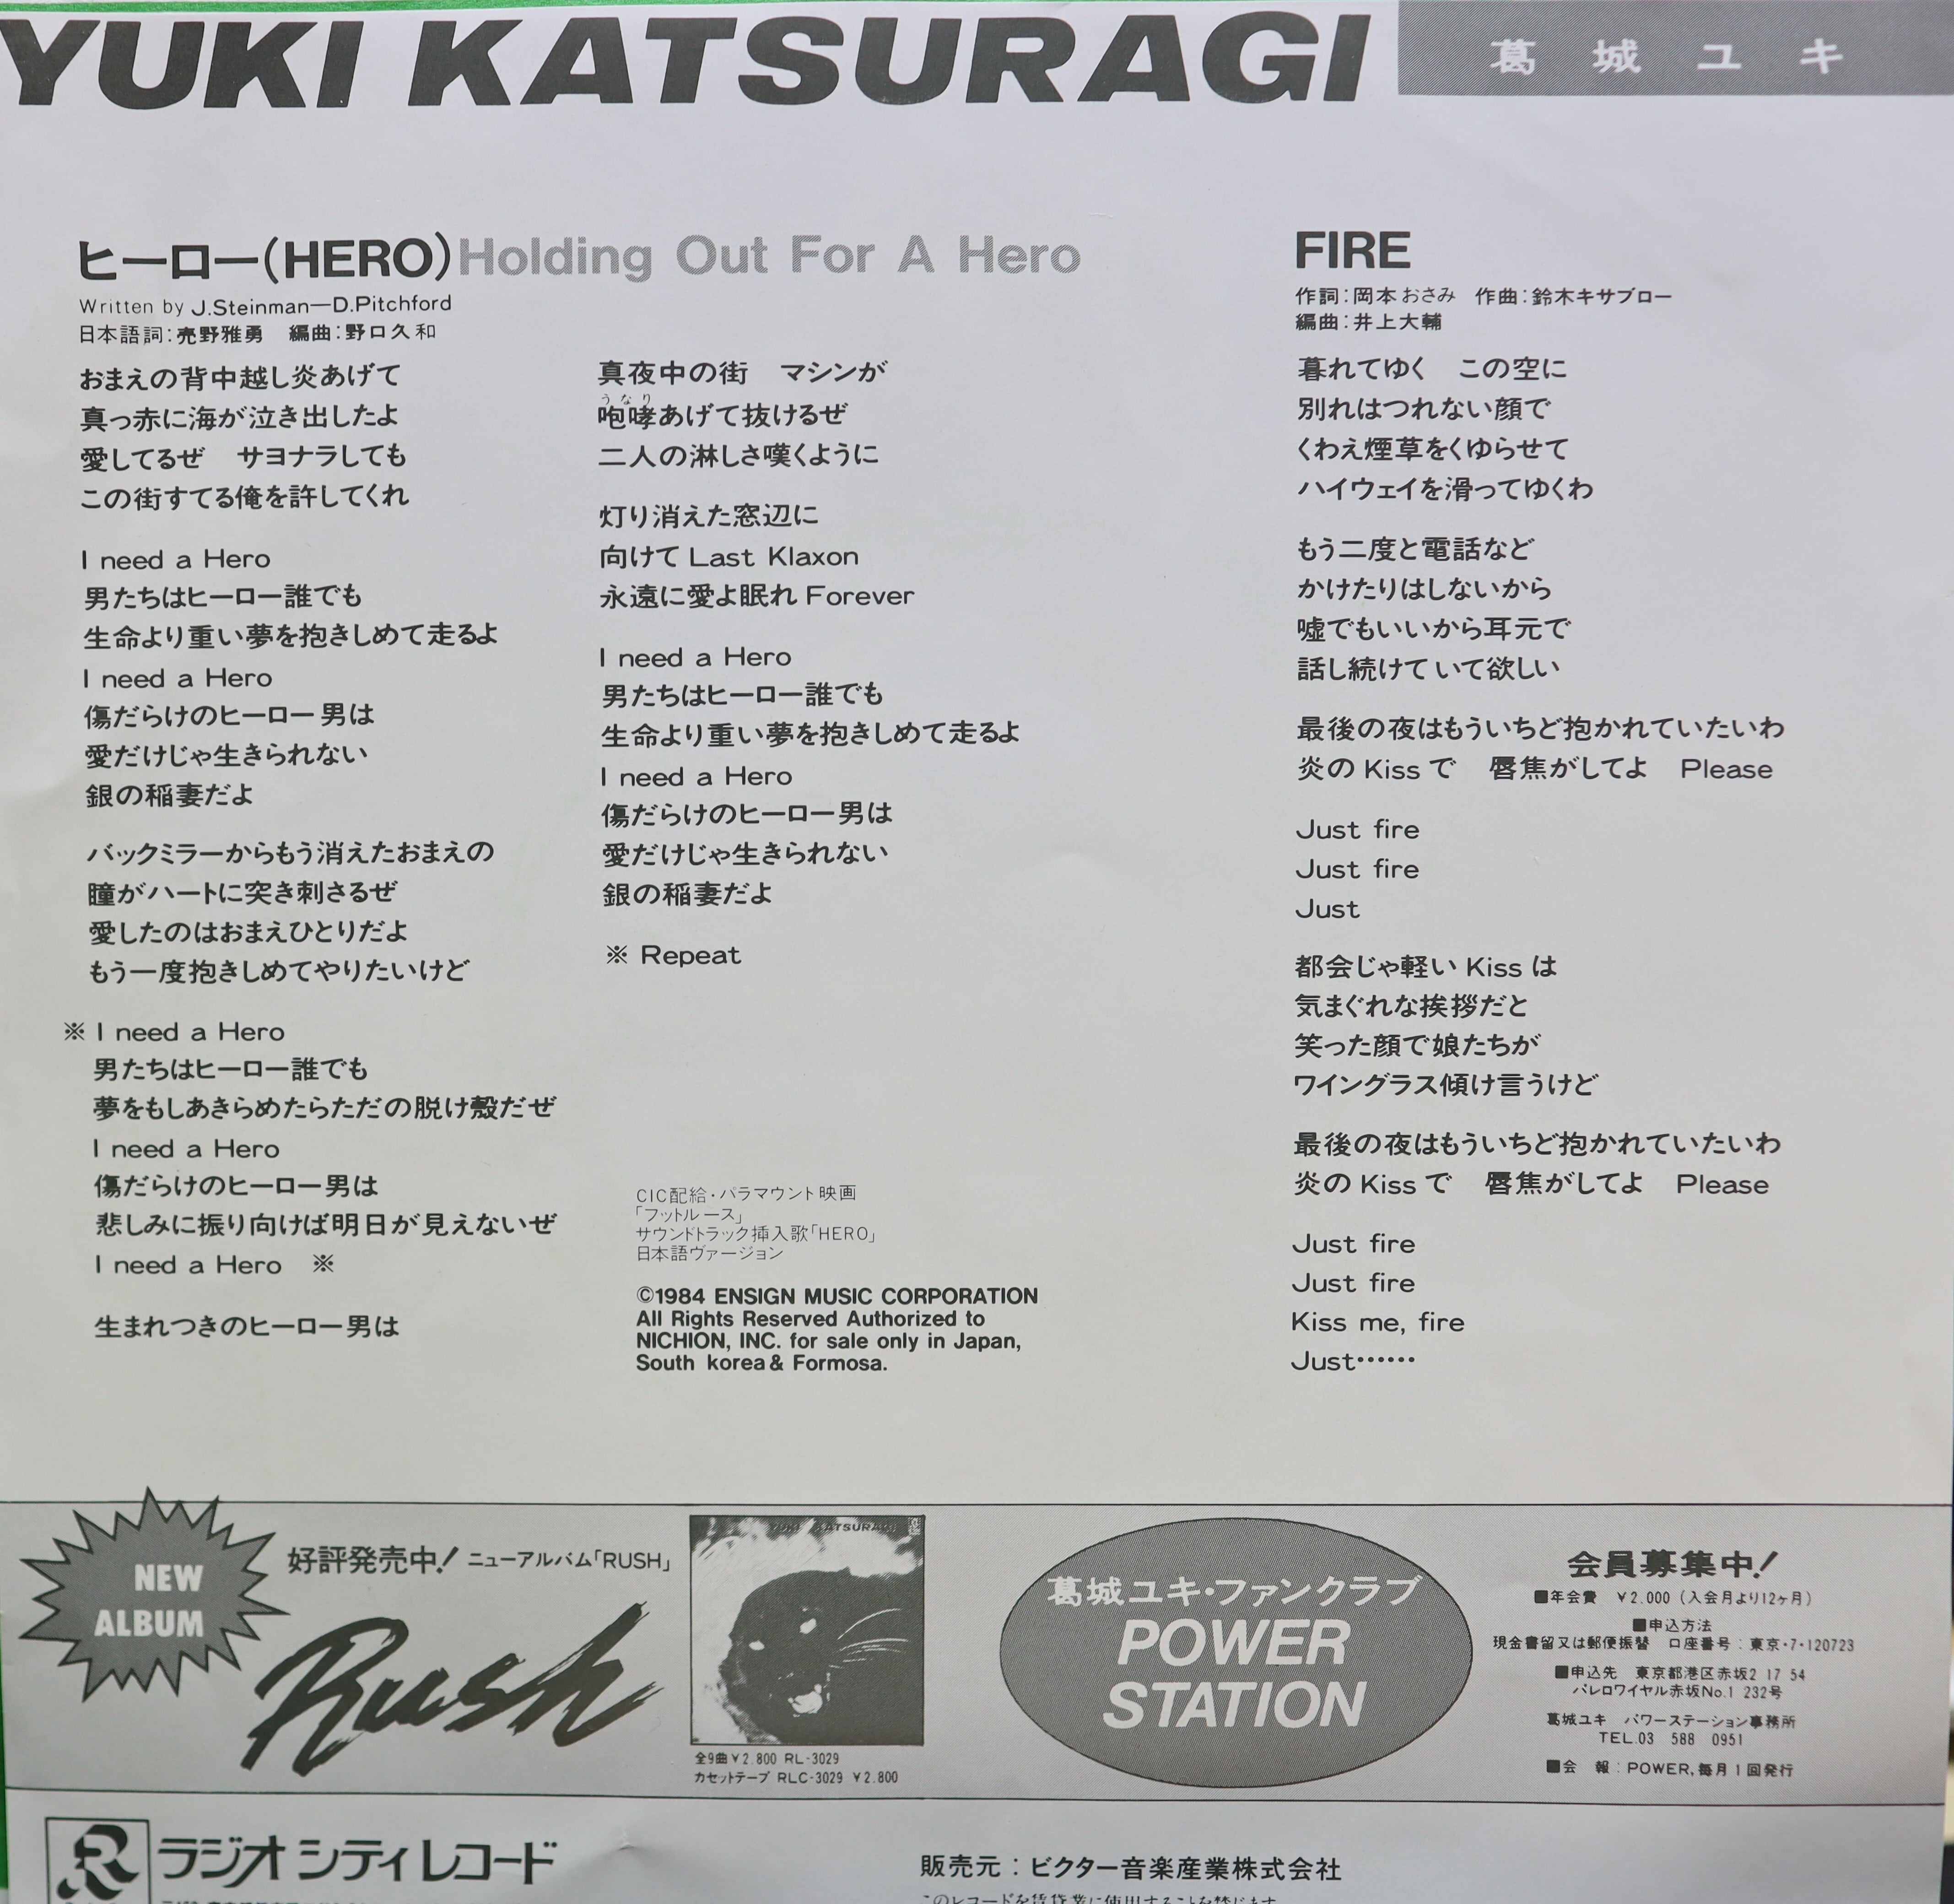 YUKI KATSURAGI
葛城ユキ
ヒーロー(HERO) Holding Out For A Hero
Written by J.Steinman—D.Pitchford
日本語詞:売野雅勇　編曲:野口久和
おまえの背中越し炎あげて
真っ赤に海が泣き出したよ
愛してるぜ　サヨナラしても
この街すてる俺を許してくれ
I need a Hero
男たちはヒーロー誰でも
生命より重い夢を抱きしめて走るよ
I need a Hero
傷だらけのヒーロー男は
愛だけじゃ生きられない
銀の稲妻だよ
バックミラーからもう消えたおまえの
瞳がハートに突き刺さるぜ
愛したのはおまえひとりだよ
もう一度抱きしめてやりたいけど
※ I need a Hero
男たちはヒーロー誰でも
夢をもしあきらめたらただの脱け殻だぜ
I need a Hero
傷だらけのヒーロー男は
悲しみに振り向けば明日が見えないぜ
I need a Hero　※
生まれつきのヒーロー男は
真夜中の街　マシンが
うなり
咆哮あげて抜けるぜ
二人の淋しさ嘆くように
灯り消えた窓辺に
向けて Last Klaxon
永遠に愛よ眠れ Forever
I need a Hero
男たちはヒーロー誰でも
生命より重い夢を抱きしめて走るよ
I need a Hero
傷だらけのヒーロー男は
愛だけじゃ生きられない
銀の稲妻だよ
※ Repeat
CIC配給・パラマウント映画
「フットルース」
サウンドトラック挿入歌「HERO」
日本語ヴァージョン
©1984 ENSIGN MUSIC CORPORATION
All Rights Reserved Authorized to
NICHION, INC. for sale only in Japan,
South korea & Formosa.
FIRE
作詞:岡本おさみ　作曲:鈴木キサブロー
編曲:井上大輔
暮れてゆく　この空に
別れはつれない顔で
くわえ煙草をくゆらせて
ハイウェイを滑ってゆくわ
もう二度と電話など
かけたりはしないから
嘘でもいいから耳元で
話し続けていて欲しい
最後の夜はもういちど抱かれていたいわ
炎の Kiss で　唇焦がしてよ　Please
Just fire
Just fire
Just
都会じゃ軽い Kiss は
気まぐれな挨拶だと
笑った顔で娘たちが
ワイングラス傾け言うけど
最後の夜はもういちど抱かれていたいわ
炎の Kiss で　唇焦がしてよ　Please
Just fire
Just fire
Kiss me, fire
Just……
NEW
ALBUM
好評発売中! ニューアルバム「RUSH」
Rush
YUKI KATSURAGI
全9曲￥2.800 RL-3029
カセットテープ RLC-3029 ￥2.800
葛城ユキ・ファンクラブ
POWER
STATION
会員募集中!
■年会費　￥2.000（入会月より12ヶ月）
■申込方法
現金書留又は郵便振替　口座番号：東京・7・120723
■申込先　東京都港区赤坂2 17 54
パレロワイヤル赤坂No.1 232号
葛城ユキ　パワーステーション事務所
TEL.03 588 0951
■会　報：POWER,毎月1回発行
ラジオシティレコード
販売元：ビクター音楽産業株式会社
このレコードを賃貸業に使用することを禁じます